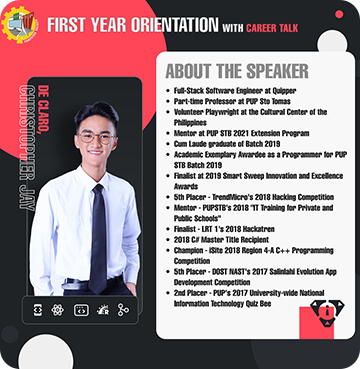 FIRST YEAR ORIENTATION WITH CAREER TALK
DE CLARO,
CHRISTOPHER JAY
ABOUT THE SPEAKER
• Full-Stack Software Engineer at Quipper
• Part-time Professor at PUP Sto Tomas
• Volunteer Playwright at the Cultural Center of the
Philippines
• Mentor at PUP STB 2021 Extension Program
• Cum Laude graduate of Batch 2019
• Academic Exemplary Awardee as a Programmer for PUP
STB Batch 2019
• Finalist at 2019 Smart Sweep Innovation and Excellence
Awards
• 5th Placer - TrendMicro's 2018 Hacking Competition
• Mentor - PUPSTB's 2018 "IT Training for Private and
Public Schools"
• Finalist - LRT 1's 2018 Hackatren
• 2018 C# Master Title Recipient
• Champion - iSite 2018 Region 4-A C++ Programming
Competition
• 5th Placer - DOST NAST's 2017 Salinlahi Evolution App
Development Competition
• 2nd Placer - PUP's 2017 University-wide National
Information Technology Quiz Bee